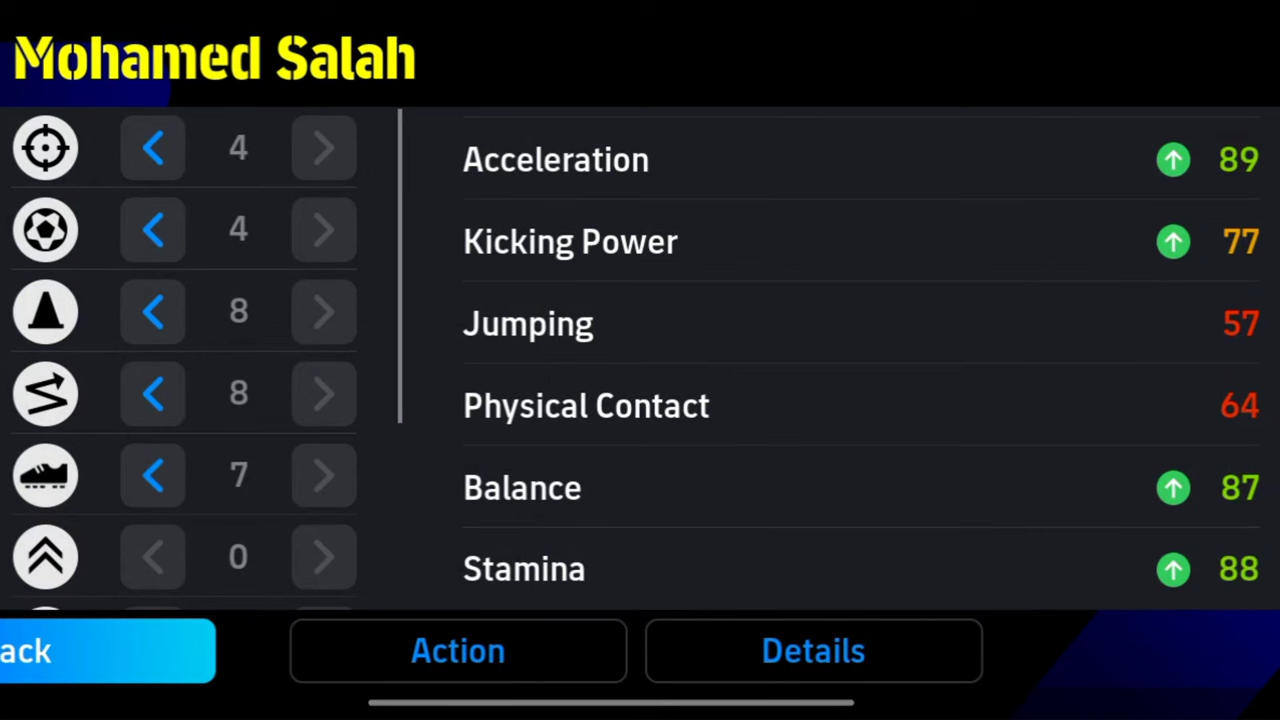 Mohamed Salah
4
Acceleration 89
4
Kicking Power 77
8
Jumping 57
8
Physical Contact 64
7
Balance 87
0
Stamina 88
ack
Action
Details